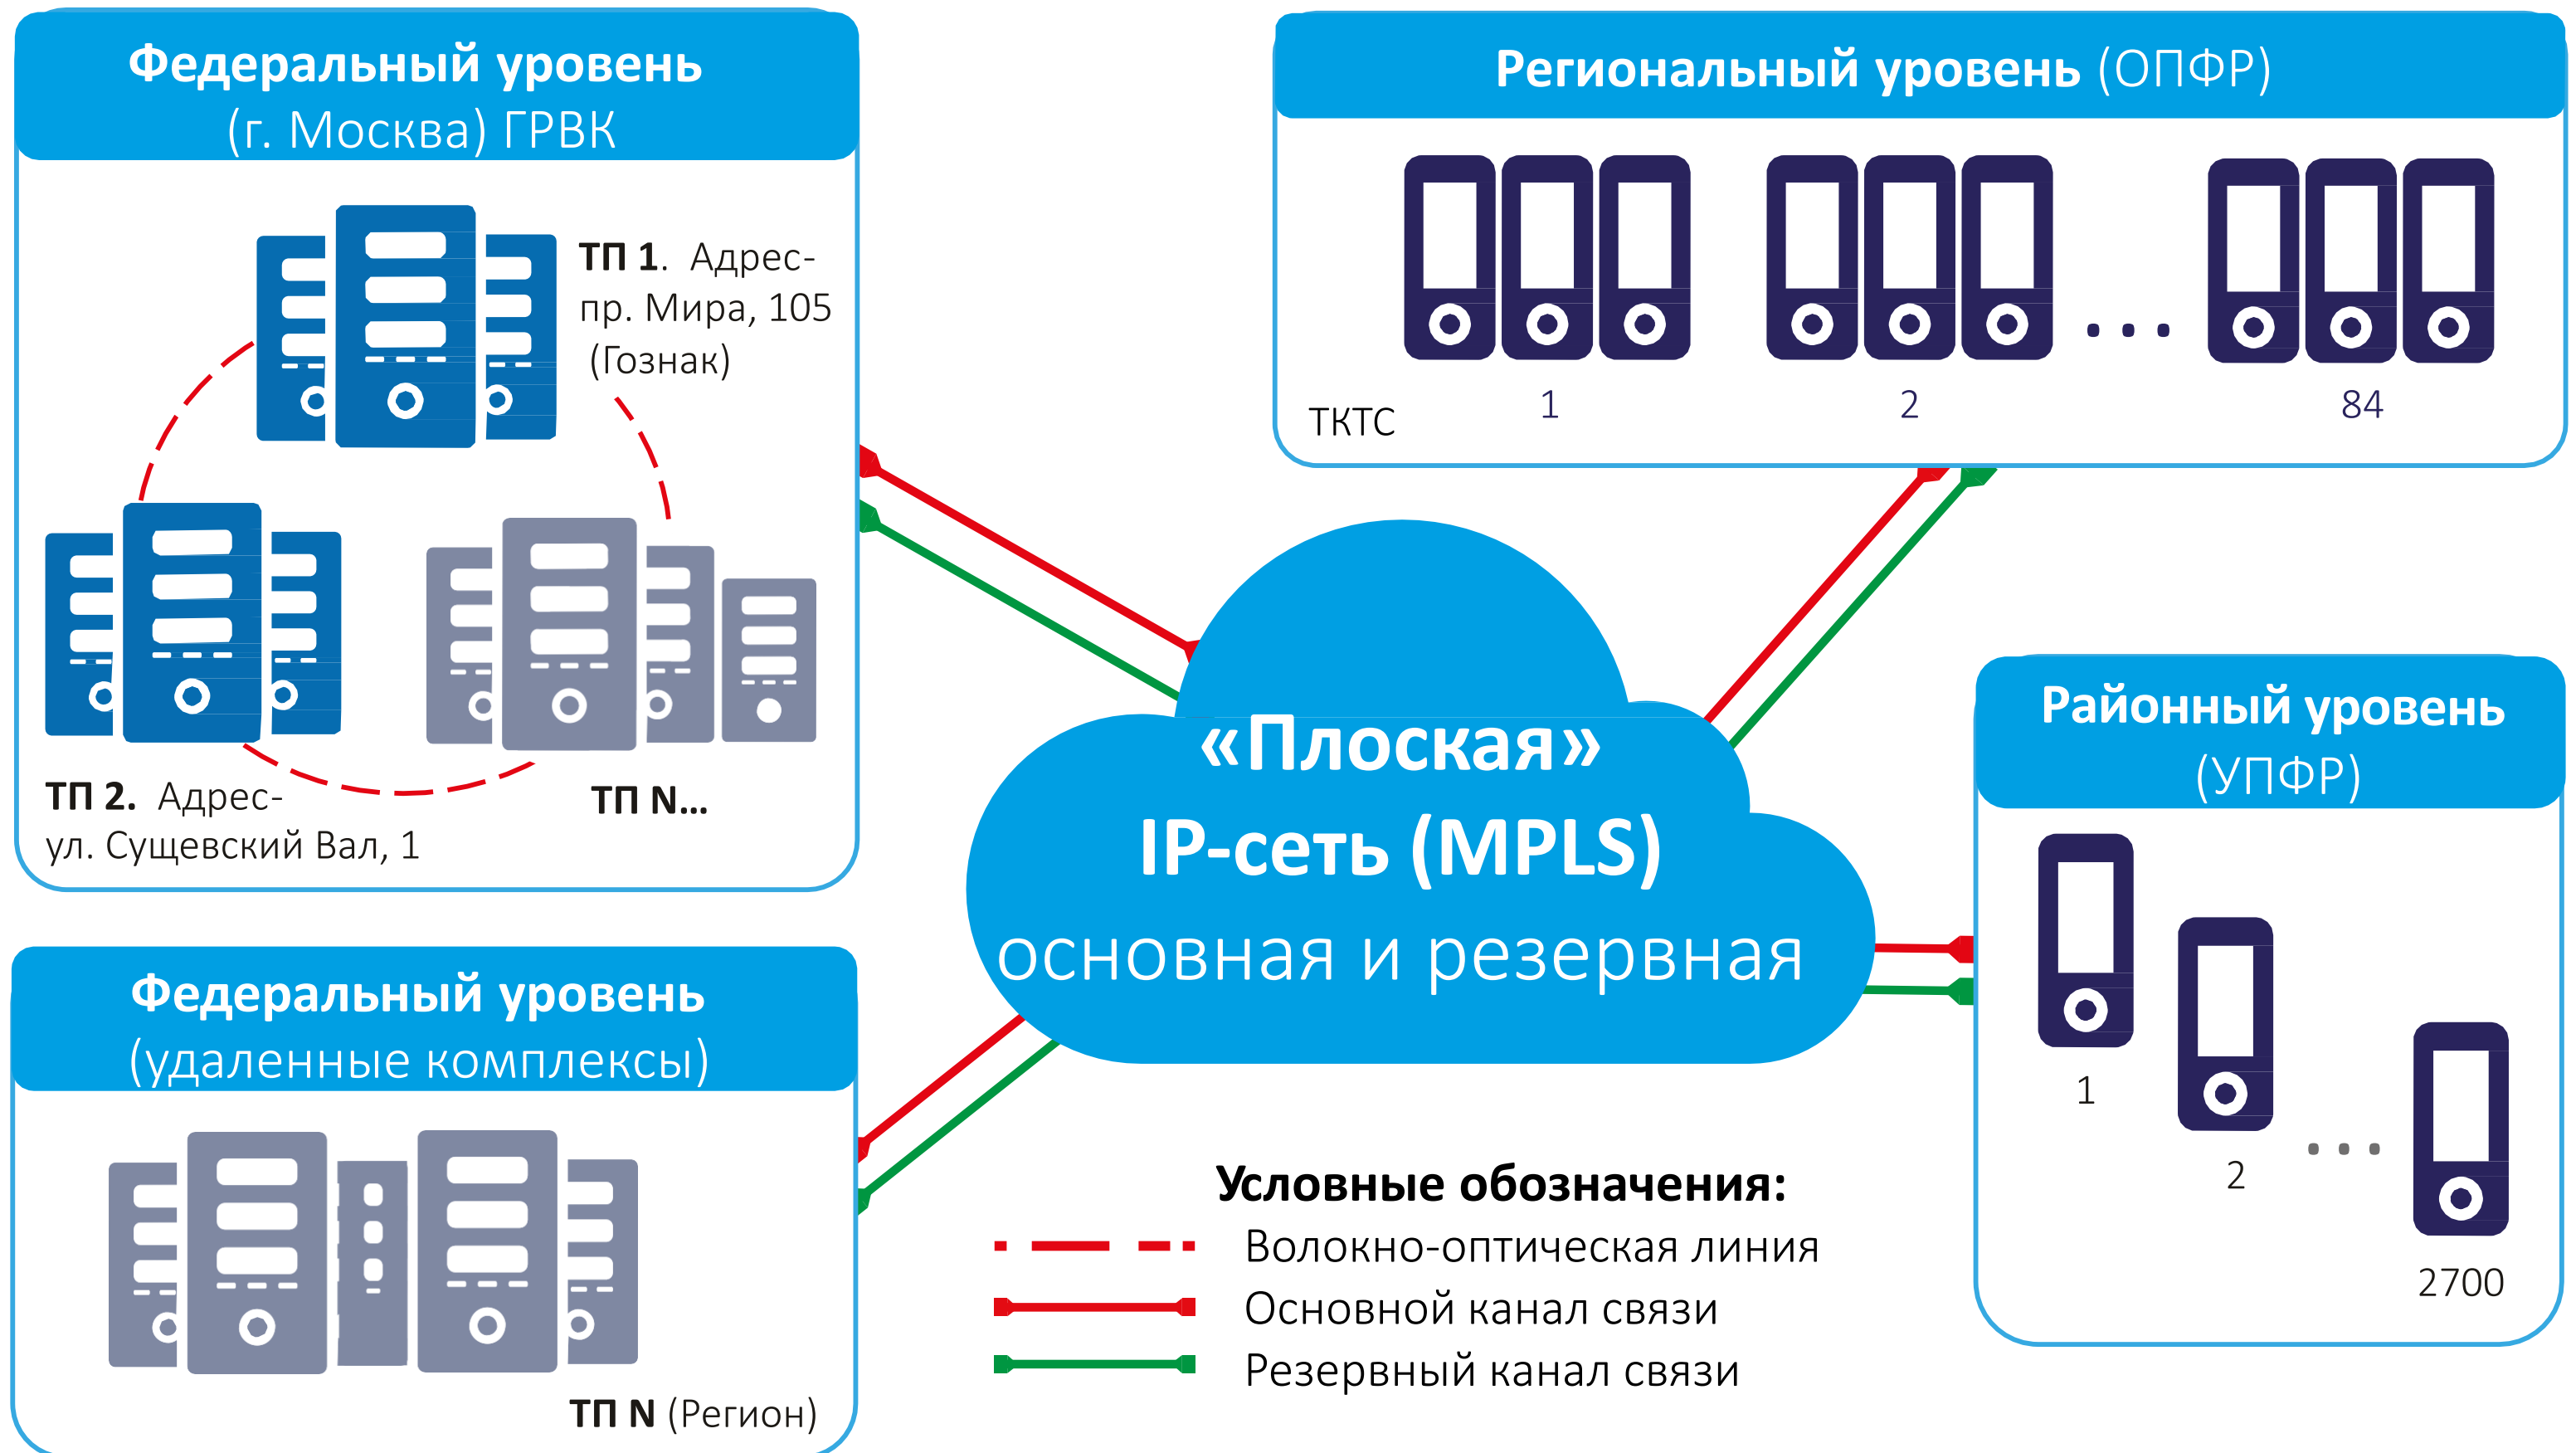 Федеральный уровень
(г. Москва) ГРВК
ТП 1. Адрес-
пр. Мира, 105
(Гознак)
ТП 2. Адрес-
ул. Сущевский Вал, 1
ТП N...
Региональный уровень (ОПФР)
ТКТС
1
2
...
84
«Плоская»
IP-сеть (MPLS)
основная и резервная
Районный уровень
(УПФР)
1
2
...
2700
Федеральный уровень
(удаленные комплексы)
ТП N (Регион)
Условные обозначения:
Волокно-оптическая линия
Основной канал связи
Резервный канал связи